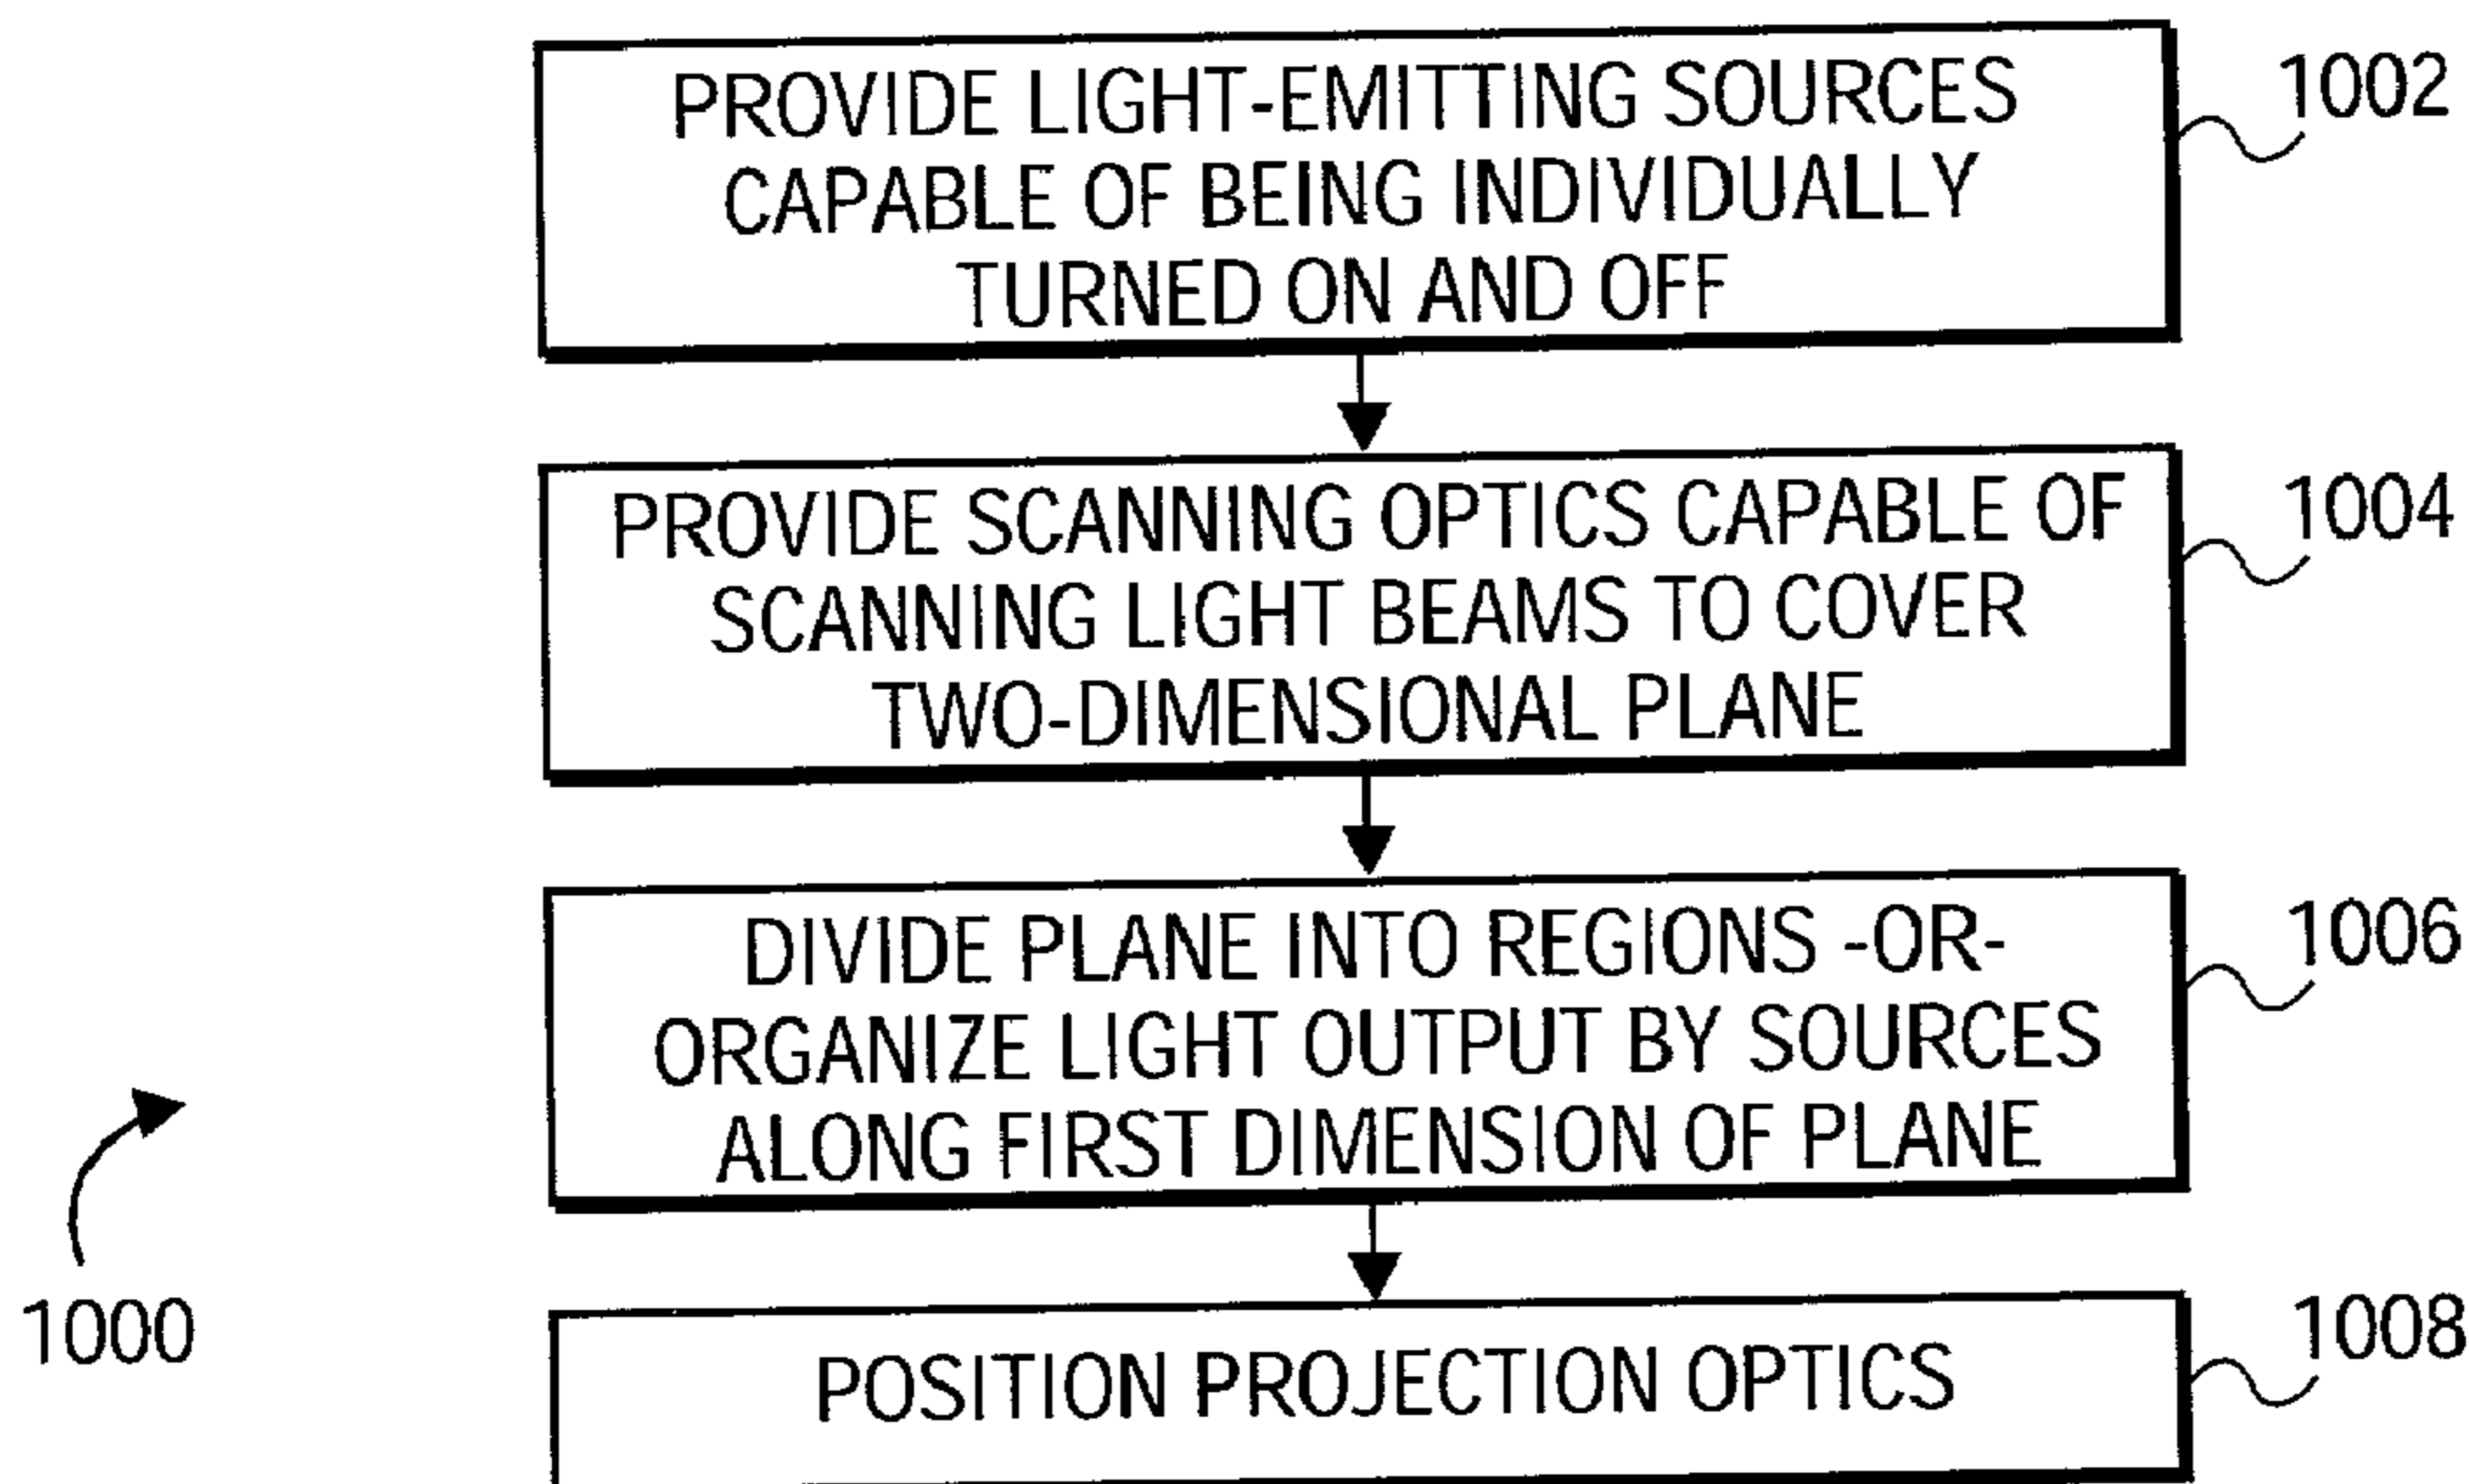 PROVIDE LIGHT-EMITTING SOURCES
CAPABLE OF BEING INDIVIDUALLY
TURNED ON AND OFF
1002
PROVIDE SCANNING OPTICS CAPABLE OF
SCANNING LIGHT BEAMS TO COVER
TWO-DIMENSIONAL PLANE
1004
DIVIDE PLANE INTO REGIONS -OR-
ORGANIZE LIGHT OUTPUT BY SOURCES
ALONG FIRST DIMENSION OF PLANE
1006
1000
POSITION PROJECTION OPTICS
1008